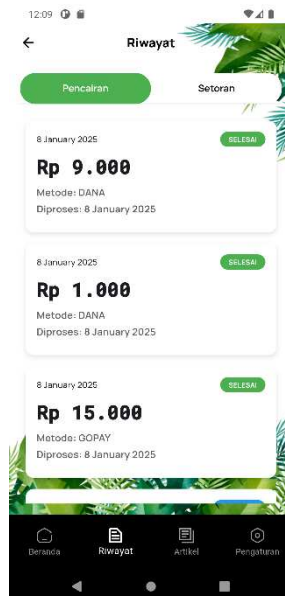 12:09
Riwayat
Pencairan
Setoran
8 January 2025
SELESAI
Rp 9.000
Metode: DANA
Diproses: 8 January 2025
8 January 2025
SELESAI
Rp 1.000
Metode: DANA
Diproses: 8 January 2025
8 January 2025
SELESAI
Rp 15.000
Metode: GOPAY
Diproses: 8 January 2025
Beranda
Riwayat
Artikel
Pengaturan